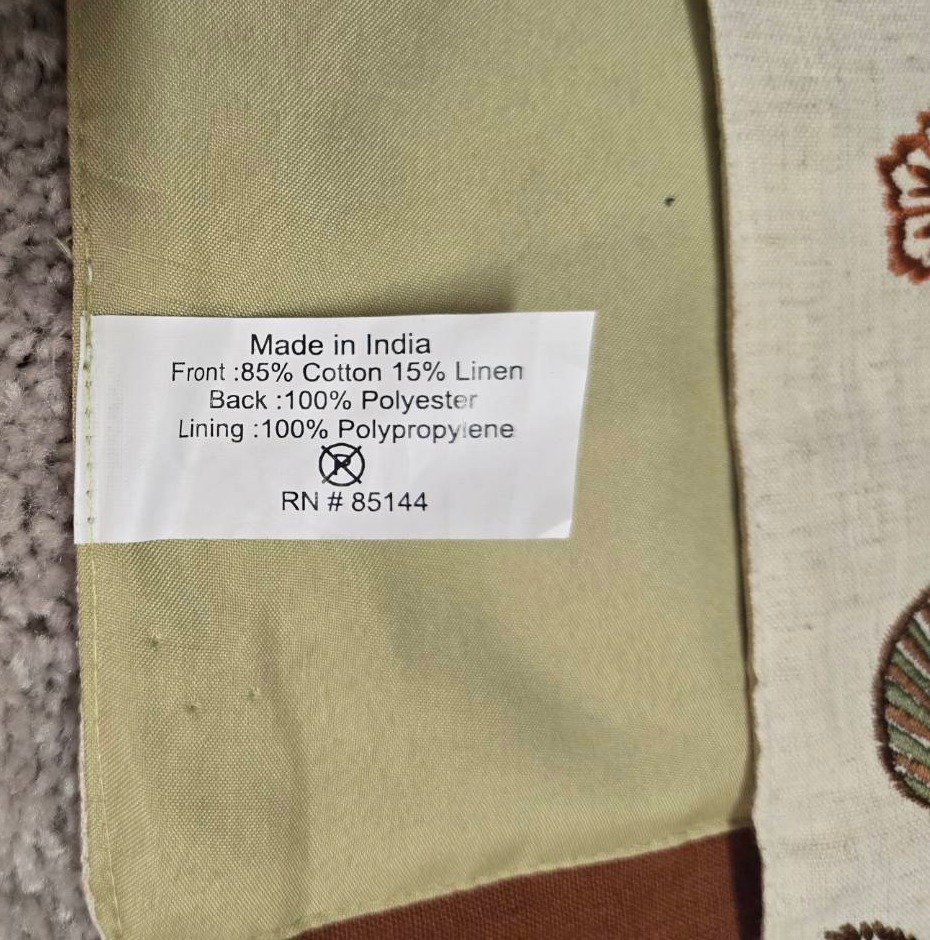 Made in India
Front :85% Cotton 15% Linen
Back :100% Polyester
Lining :100% Polypropylene
P
RN # 85144